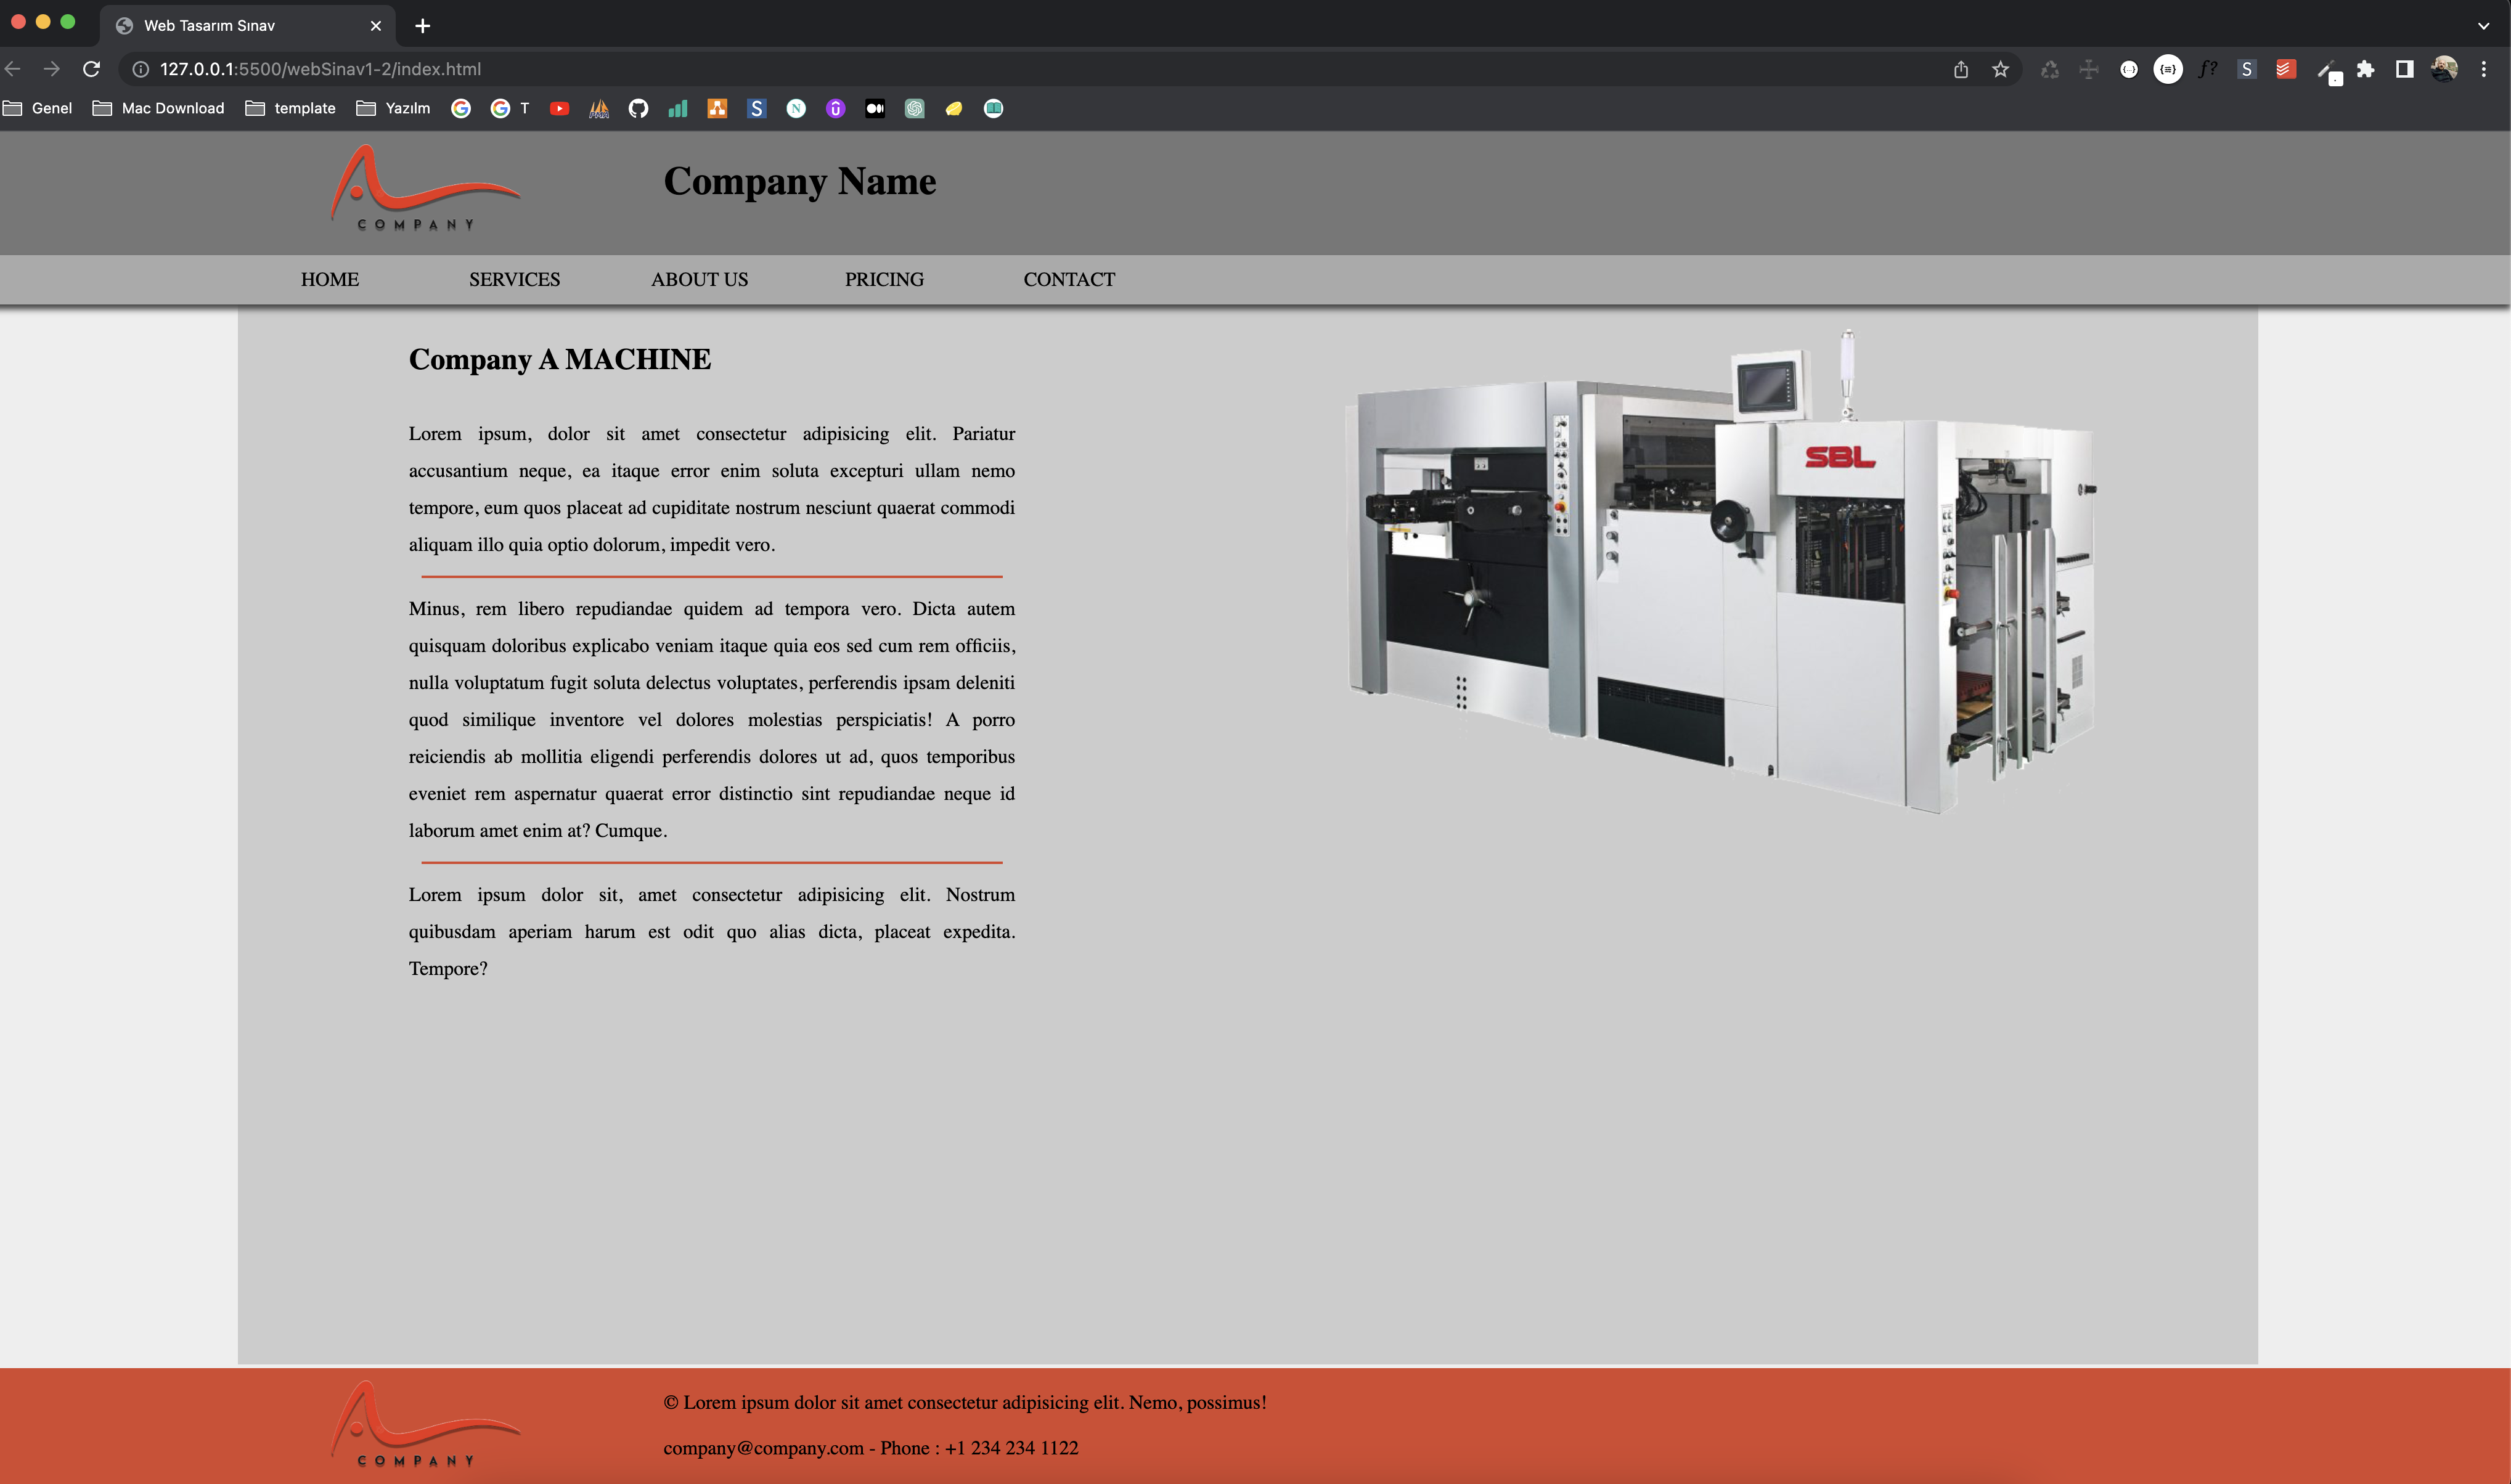 Web Tasarım Sınav
127.0.0.1:5500/webSinav1-2/index.html
Genel Mac Download template Yazılm T
COMPANY
Company Name
HOME SERVICES ABOUT US PRICING CONTACT
Company A MACHINE
Lorem ipsum, dolor sit amet consectetur adipisicing elit. Pariatur
accusantium neque, ea itaque error enim soluta excepturi ullam nemo
tempore, eum quos placeat ad cupiditate nostrum nesciunt quaerat commodi
aliquam illo quia optio dolorum, impedit vero.
Minus, rem libero repudiandae quidem ad tempora vero. Dicta autem
quisquam doloribus explicabo veniam itaque quia eos sed cum rem officiis,
nulla voluptatum fugit soluta delectus voluptates, perferendis ipsam deleniti
quod similique inventore vel dolores molestias perspiciatis! A porro
reiciendis ab mollitia eligendi perferendis dolores ut ad, quos temporibus
eveniet rem aspernatur quaerat error distinctio sint repudiandae neque id
laborum amet enim at? Cumque.
Lorem ipsum dolor sit, amet consectetur adipisicing elit. Nostrum
quibusdam aperiam harum est odit quo alias dicta, placeat expedita.
Tempore?
SBL
COMPANY
© Lorem ipsum dolor sit amet consectetur adipisicing elit. Nemo, possimus!
company@company.com - Phone : +1 234 234 1122